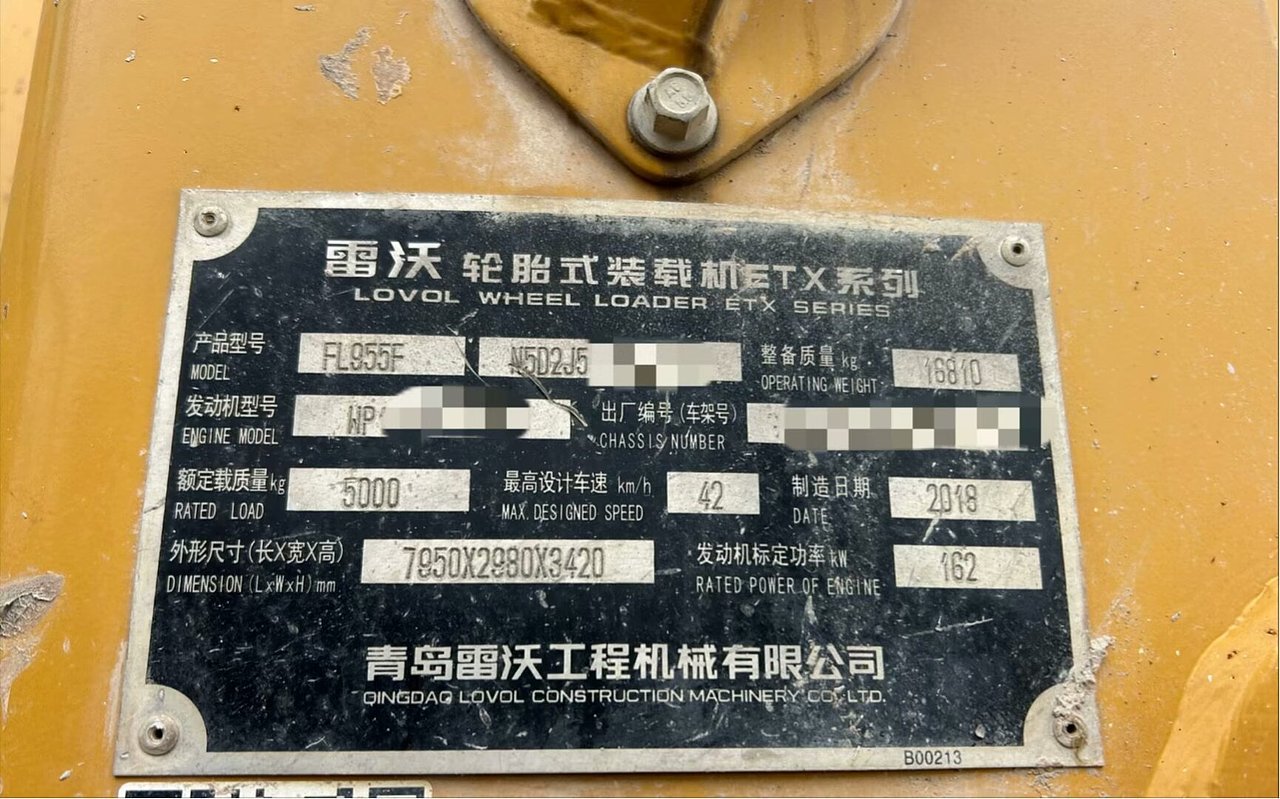 雷沃 轮胎式装载机ETX系列
LOVOL WHEEL LOADER ETX SERIES
产品型号 FL955F N5D2J5 整备质量 kg 16810
MODEL OPERATING WEIGHT
发动机型号 WP 出厂编号(车架号)
ENGINE MODEL CHASSIS NUMBER
额定载质量kg 5000 最高设计车速 km/h 42 制造日期 2018
RATED LOAD MAX.DESIGNED SPEED DATE
外形尺寸(长X宽X高) 7950X2980X3420 发动机标定功率 kW 162
DIMENSION(LxWxH)mm RATED POWER OF ENGINE
青岛雷沃工程机械有限公司
QINGDAO LOVOL CONSTRUCTION MACHINERY CO.,LTD.
B00213